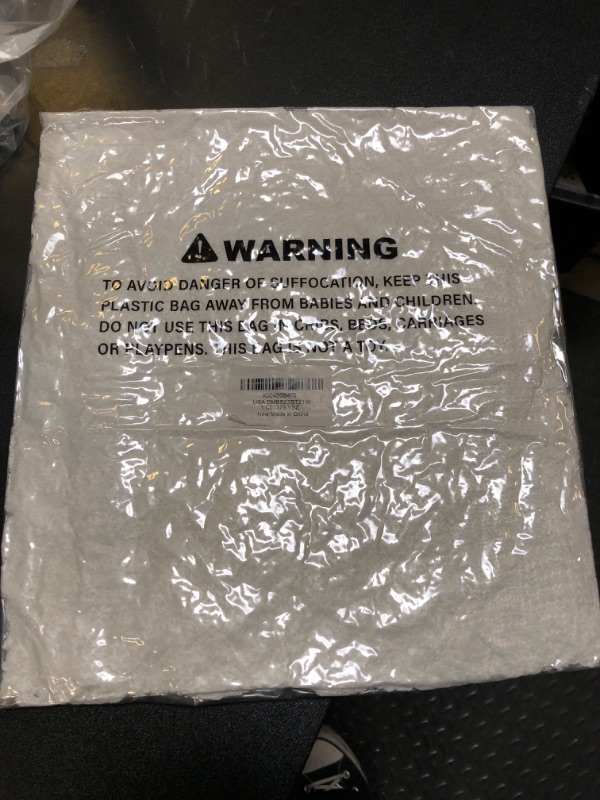 WARNING
TO AVOID DANGER OF SUFFOCATION, KEEP THIS
PLASTIC BAG AWAY FROM BABIES AND CHILDREN.
DO NOT USE THIS BAG IN CRIBS, BEDS, CARRIAGES
OR PLAYPENS. THIS BAG IS NOT A TOY.
New Made in China